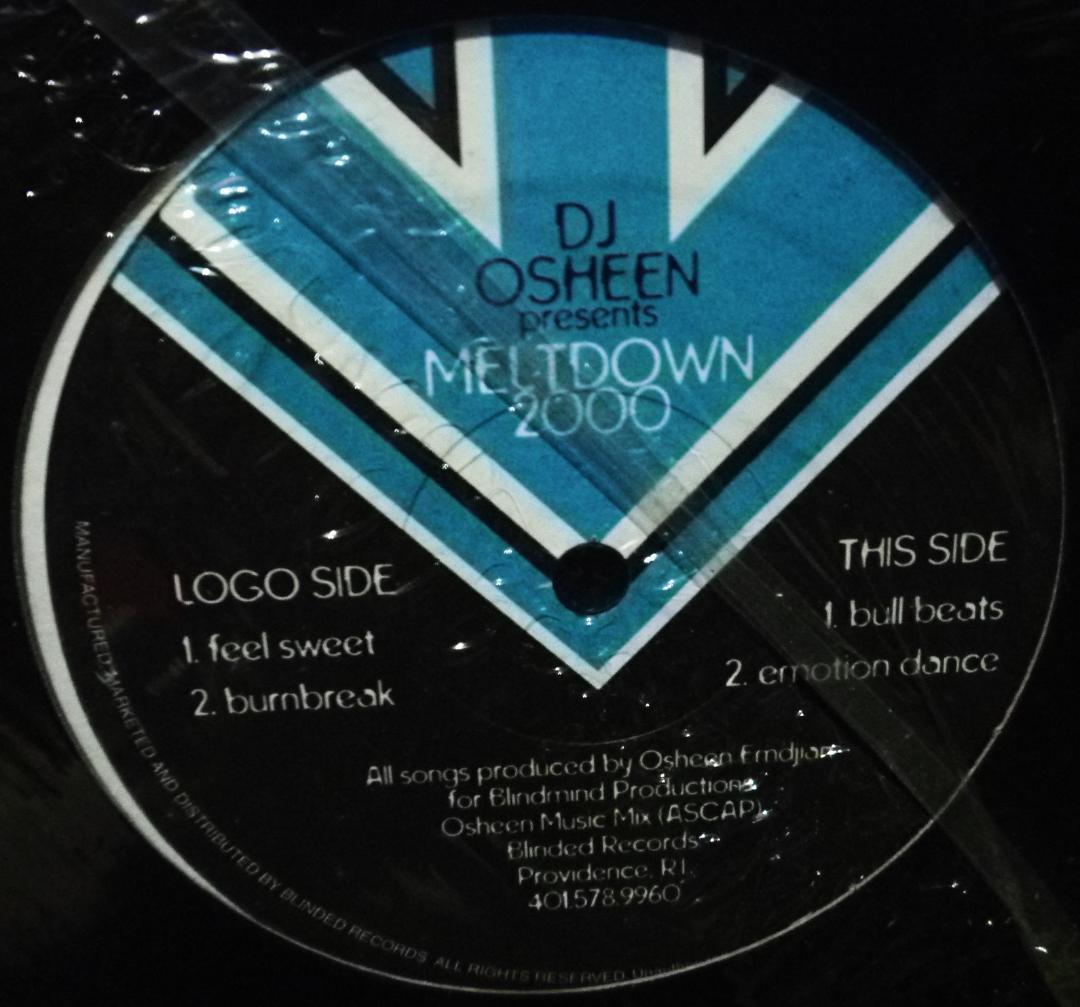 DJ
OSHEEN
presents
MELTDOWN
2000
LOGO SIDE
1. feel sweet
2. burnbreak
THIS SIDE
1. bull beats
2. emotion dance
All songs produced by Osheen Erndjian
for Blindmind Productions
Osheen Music Mix (ASCAP)
Blinded Records
Providence, R.I.
401.578.9960
MANUFACTURED, MARKETED AND DISTRIBUTED BY BLINDED RECORDS. ALL RIGHTS RESERVED.